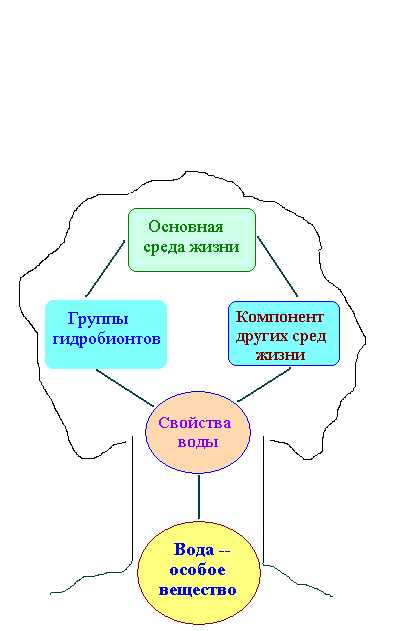 Основная
среда жизни
Группы
гидробионтов
Компонент
других сред
жизни
Свойства
воды
Вода --
особое
вещество